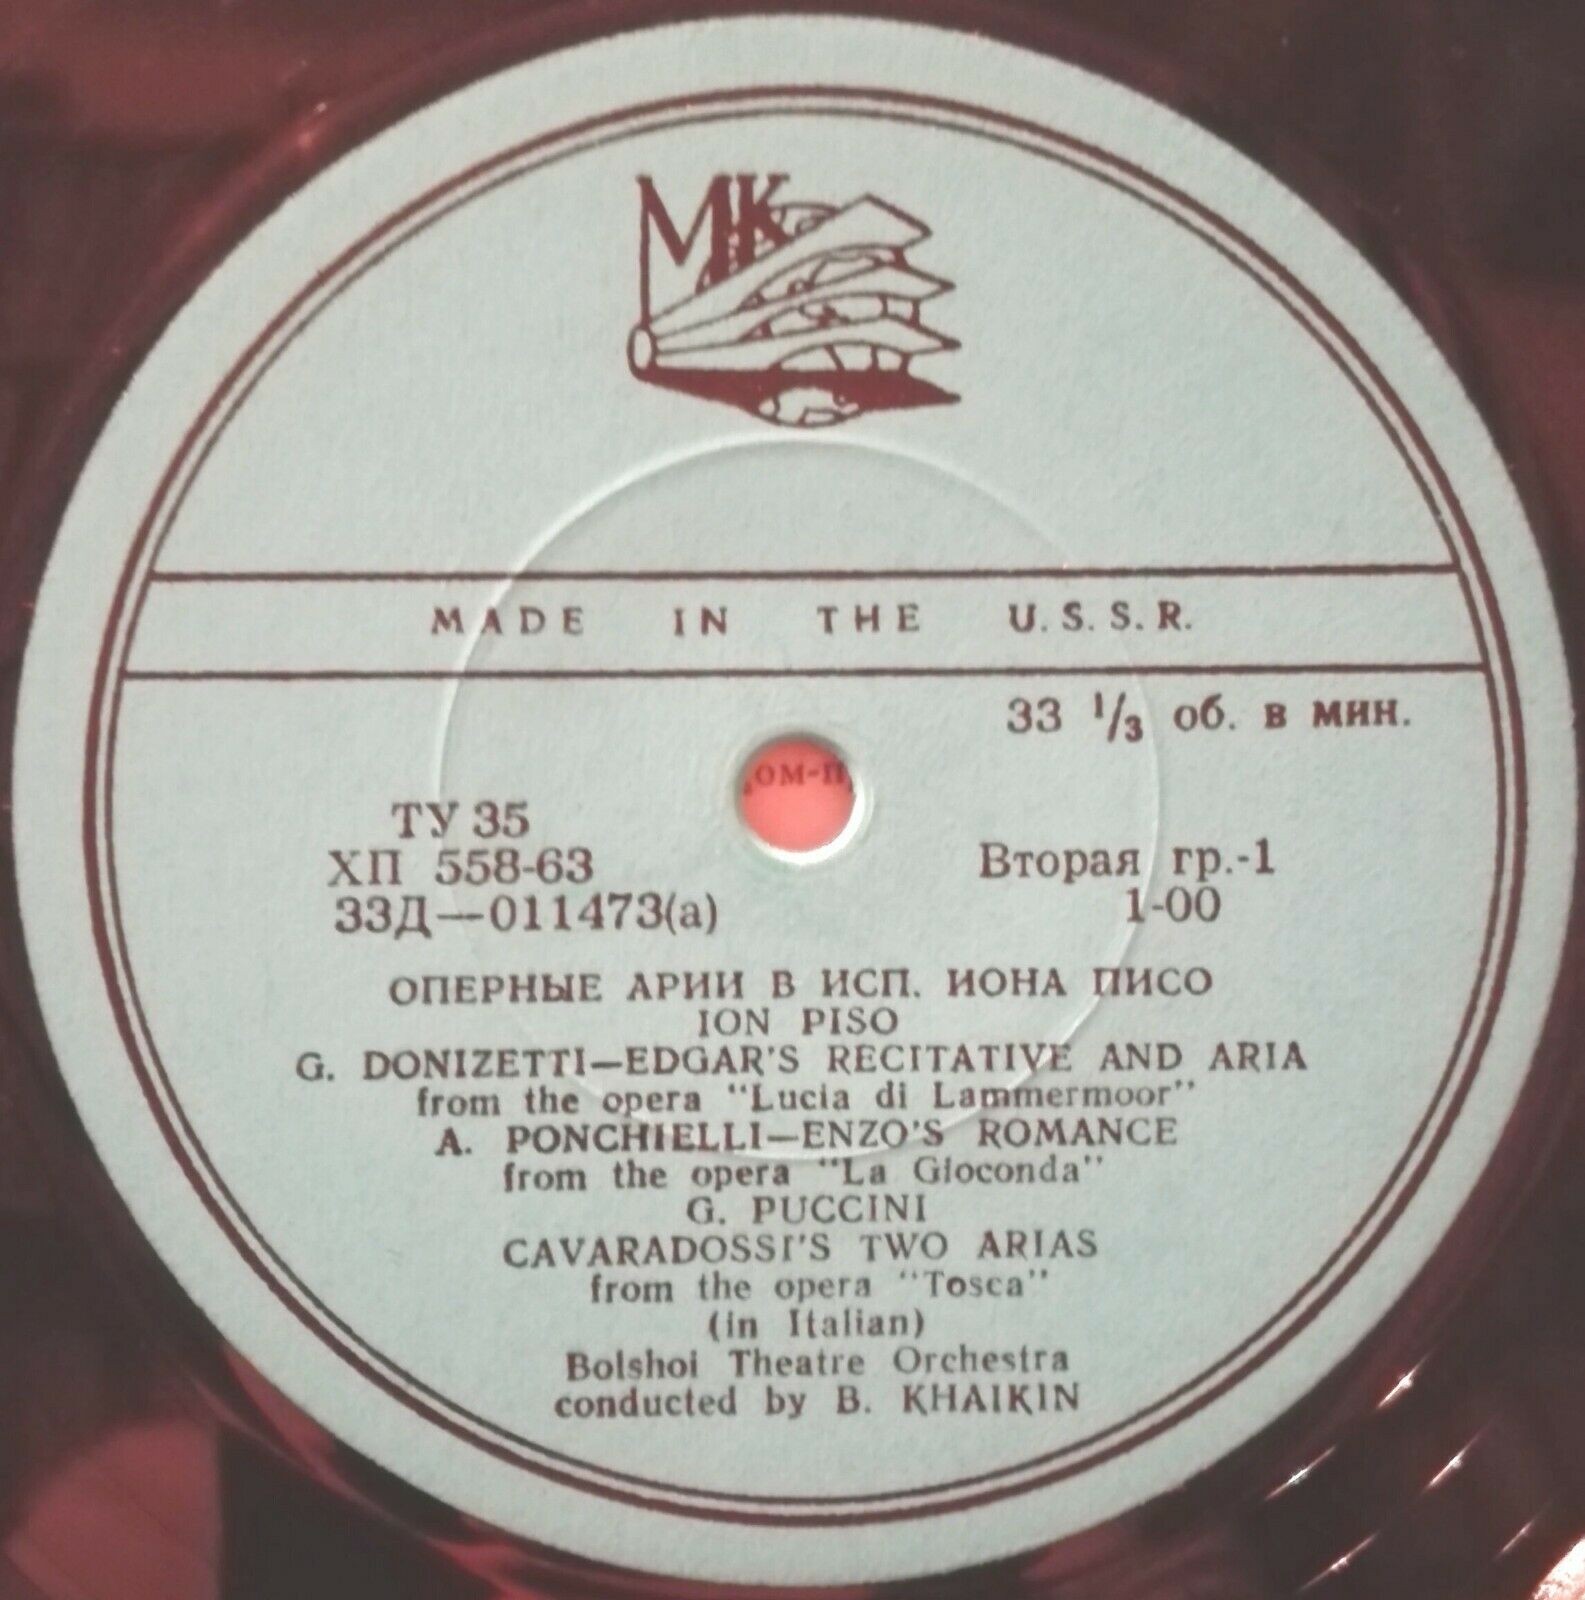 МК
MADE IN THE U.S.S.R.
33 1/3 об. в мин.
ОМ-П
ТУ 35
ХП 558-63
Вторая гр.-1
33Д—011473(а)
1-00
ОПЕРНЫЕ АРИИ В ИСП. ИОНА ПИСО
ION PISO
G. DONIZETTI—EDGAR'S RECITATIVE AND ARIA
from the opera "Lucia di Lammermoor"
A. PONCHIELLI—ENZO'S ROMANCE
from the opera "La Gioconda"
G. PUCCINI
CAVARADOSSI'S TWO ARIAS
from the opera "Tosca"
(in Italian)
Bolshoi Theatre Orchestra
conducted by B. KHAIKIN